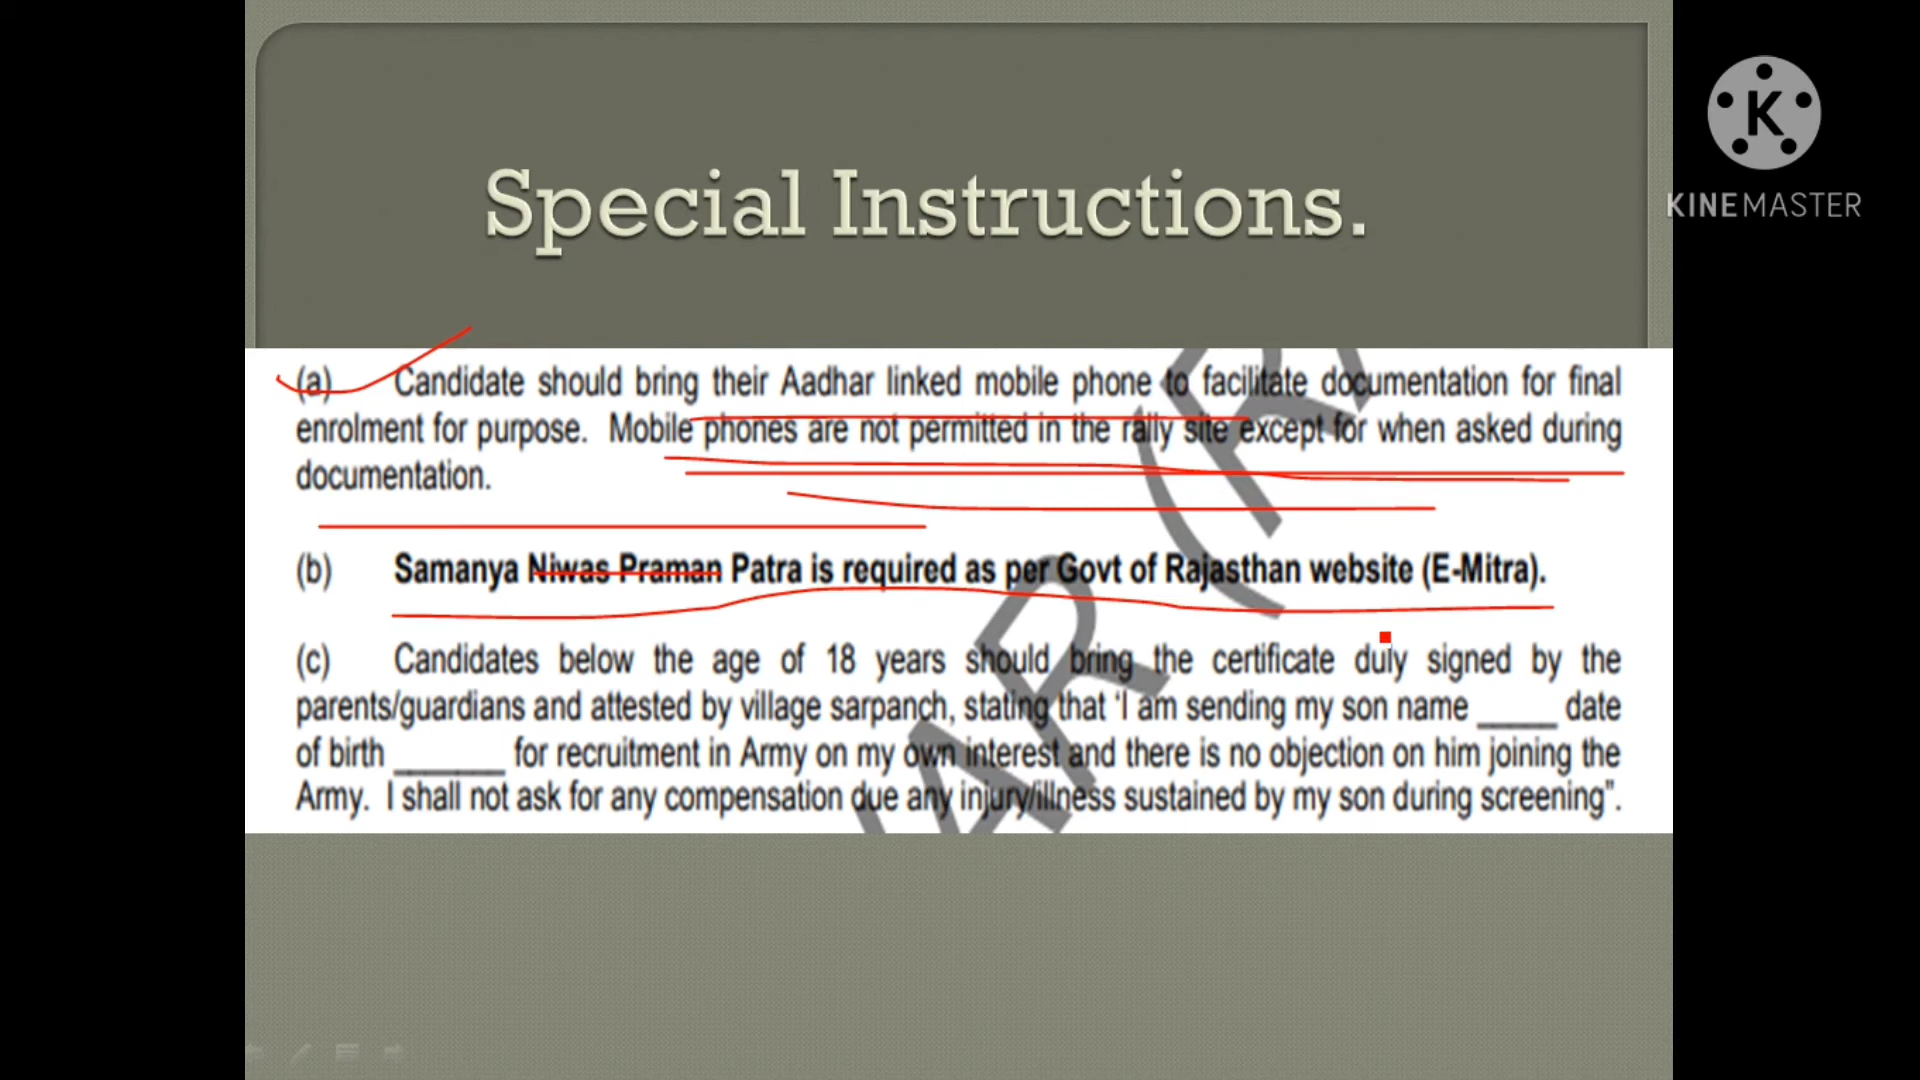 Special Instructions.
KINEMASTER
(a) Candidate should bring their Aadhar linked mobile phone to facilitate documentation for final
enrolment for purpose. Mobile phones are not permitted in the rally site except for when asked during
documentation.
(b) Samanya Niwas Praman Patra is required as per Govt of Rajasthan website (E-Mitra).
(c) Candidates below the age of 18 years should bring the certificate duly signed by the
parents/guardians and attested by village sarpanch, stating that ‘I am sending my son name _____ date
of birth _______ for recruitment in Army on my own interest and there is no objection on him joining the
Army. I shall not ask for any compensation due any injury/illness sustained by my son during screening”.